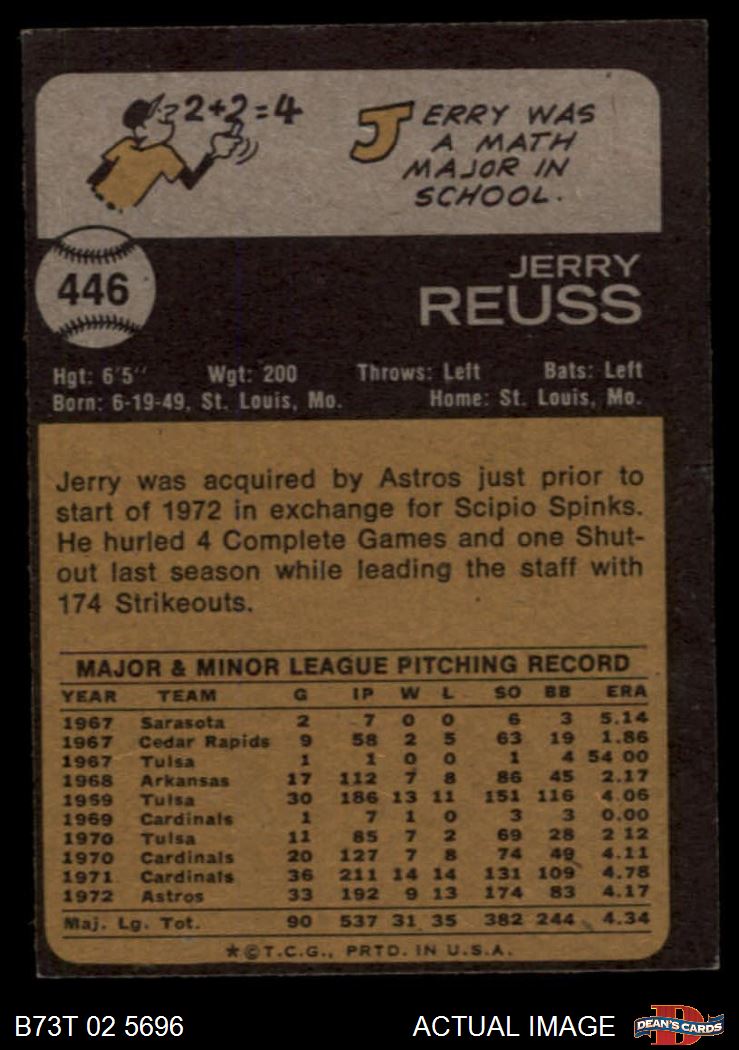 2+2=4
JERRY WAS
A MATH
MAJOR IN
SCHOOL.
446
JERRY
REUSS
Hgt: 6'5" Wgt: 200 Throws: Left Bats: Left
Born: 6-19-49, St. Louis, Mo. Home: St. Louis, Mo.
Jerry was acquired by Astros just prior to
start of 1972 in exchange for Scipio Spinks.
He hurled 4 Complete Games and one Shut-
out last season while leading the staff with
174 Strikeouts.
MAJOR & MINOR LEAGUE PITCHING RECORD
YEAR TEAM G IP W L SO BB ERA
1967 Sarasota 2 7 0 0 6 3 5.14
1967 Cedar Rapids 9 58 2 5 63 19 1.86
1967 Tulsa 1 1 0 0 1 4 54 00
1968 Arkansas 17 112 7 8 86 45 2.17
1959 Tulsa 30 186 13 11 151 116 4.06
1969 Cardinals 1 7 1 0 3 3 0.00
1970 Tulsa 11 85 7 2 69 28 2 12
1970 Cardinals 20 127 7 8 74 49 4.11
1971 Cardinals 36 211 14 14 131 109 4.78
1972 Astros 33 192 9 13 174 83 4.17
Maj. Lg. Tot. 90 537 31 35 382 244 4.34
★©T.C.G., PRTD. IN U.S.A.
B73T 02 5696 ACTUAL IMAGE D DEAN'S CARDS